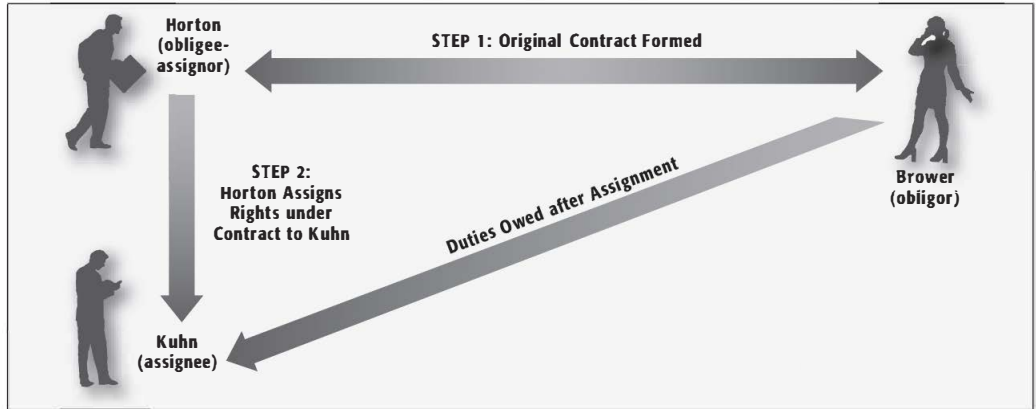 Horton
(obligee-
assignor)
STEP 1: Original Contract Formed
STEP 2:
Horton Assigns
Rights under
Contract to Kuhn
Duties Owed after Assignment
Brower
(obiigor)
Kuhn
(assignee)